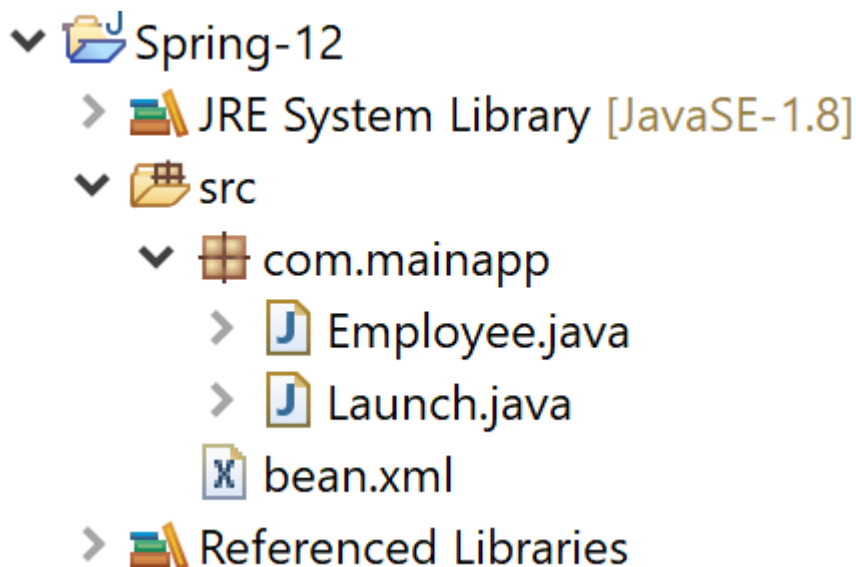 Spring-12
JRE System Library [JavaSE-1.8]
src
com.mainapp
Employee.java
Launch.java
bean.xml
Referenced Libraries